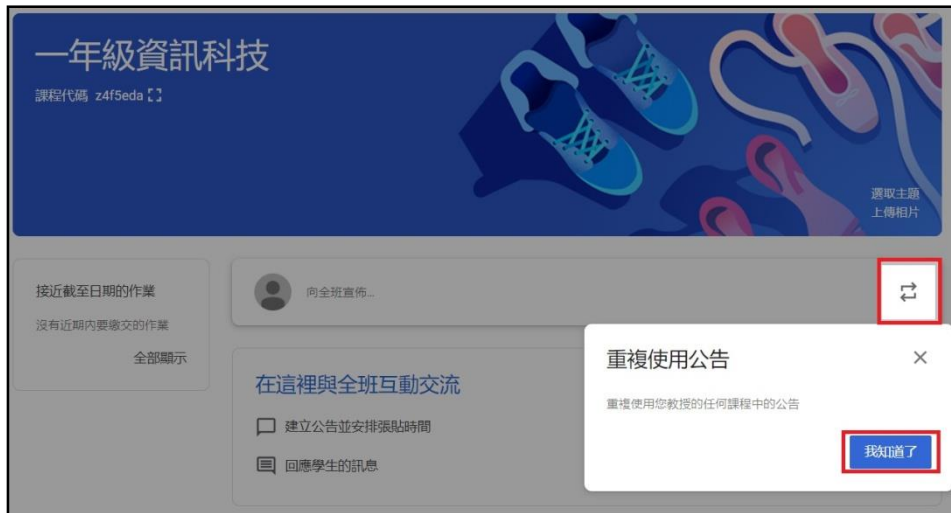 一年級資訊科技
課程代碼 z4f5eda
選取主題
上傳相片
接近截至日期的作業
沒有近期內要繳交的作業
全部顯示
向全班宣佈...
在這裡與全班互動交流
建立公告並安排張貼時間
回應學生的訊息
重複使用公告
重複使用您教授的任何課程中的公告
我知道了